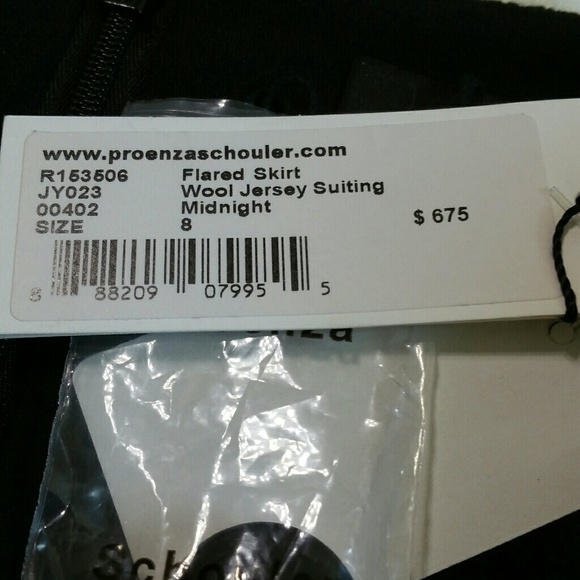 www.proenzaschouler.com
R153506 Flared Skirt
JY023 Wool Jersey Suiting
00402 Midnight $ 675
SIZE 8
8 88209 07995 5